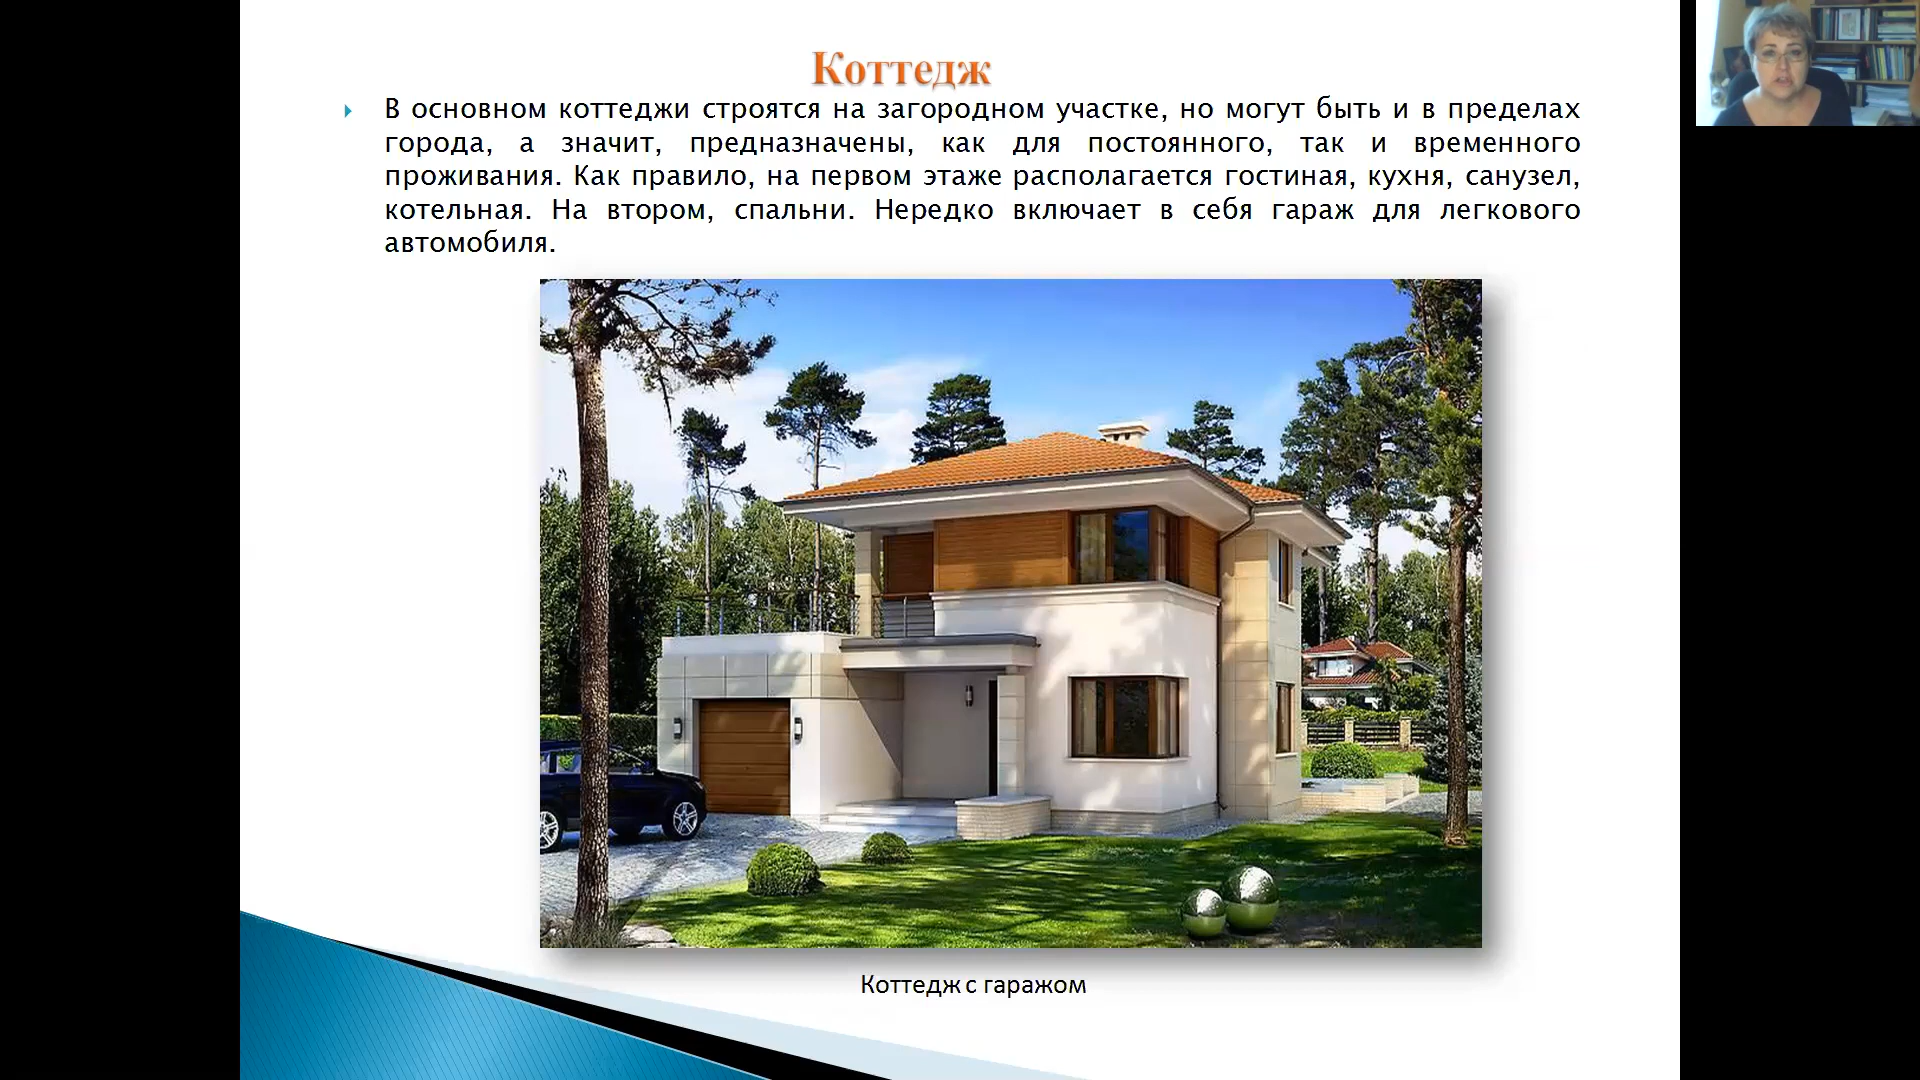 Коттедж
В основном коттеджи строятся на загородном участке, но могут быть и в пределах
города, а значит, предназначены, как для постоянного, так и временного
проживания. Как правило, на первом этаже располагается гостиная, кухня, санузел,
котельная. На втором, спальни. Нередко включает в себя гараж для легкового
автомобиля.
Коттедж с гаражом